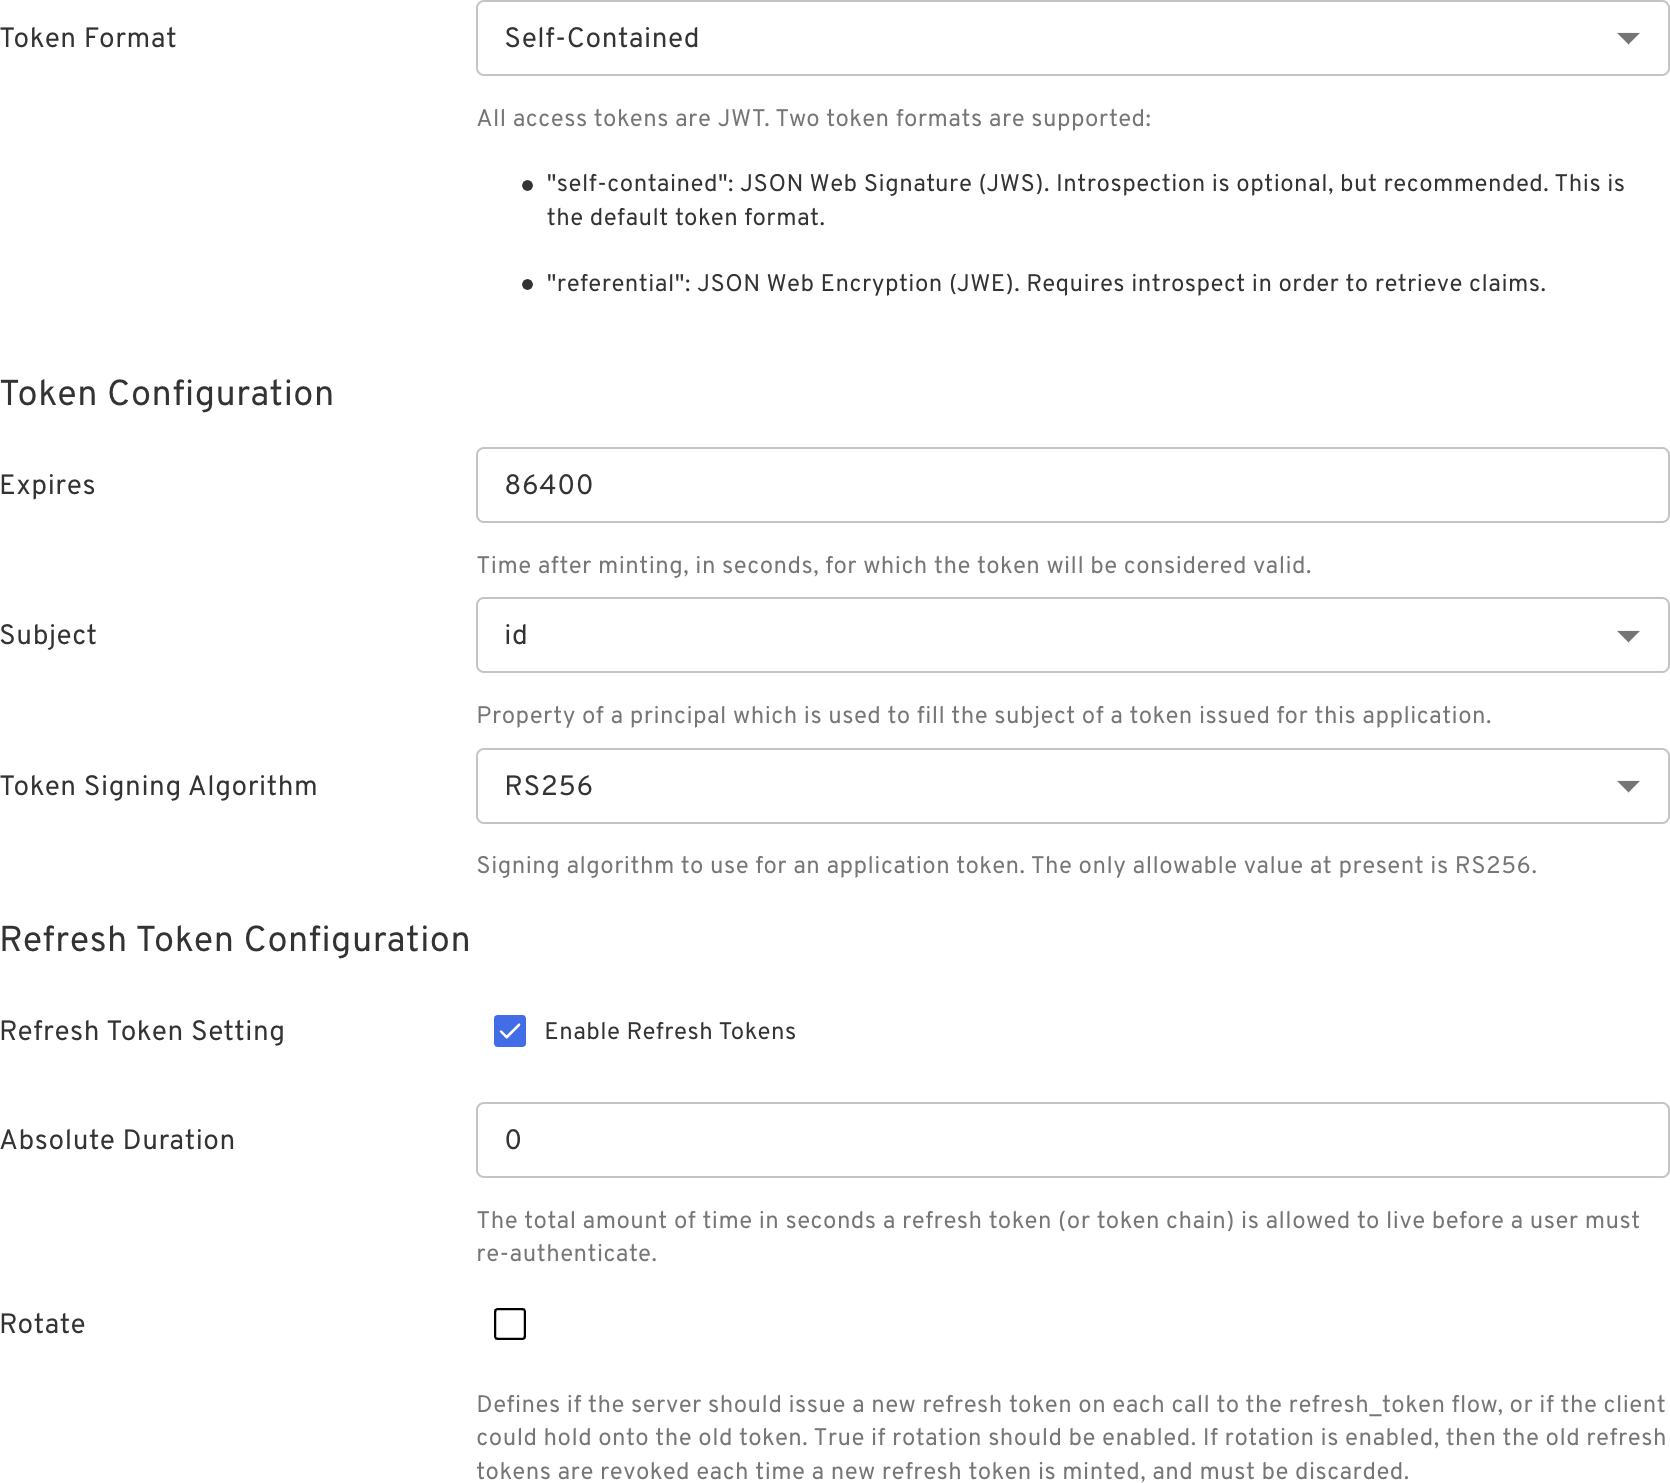 Token Format
Self-Contained
All access tokens are JWT. Two token formats are supported:
● "self-contained": JSON Web Signature (JWS). Introspection is optional, but recommended. This is
the default token format.
● "referential": JSON Web Encryption (JWE). Requires introspect in order to retrieve claims.
Token Configuration
Expires
86400
Time after minting, in seconds, for which the token will be considered valid.
Subject
id
Property of a principal which is used to fill the subject of a token issued for this application.
Token Signing Algorithm
RS256
Signing algorithm to use for an application token. The only allowable value at present is RS256.
Refresh Token Configuration
Refresh Token Setting
Enable Refresh Tokens
Absolute Duration
0
The total amount of time in seconds a refresh token (or token chain) is allowed to live before a user must
re-authenticate.
Rotate
Defines if the server should issue a new refresh token on each call to the refresh_token flow, or if the client
could hold onto the old token. True if rotation should be enabled. If rotation is enabled, then the old refresh
tokens are revoked each time a new refresh token is minted, and must be discarded.